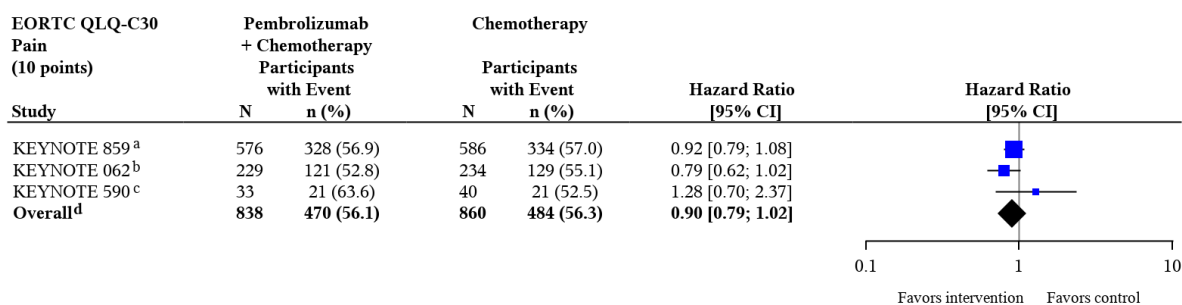 EORTC QLQ-C30 Pembrolizumab Chemotherapy
Pain + Chemotherapy
(10 points) Participants Participants
with Event with Event Hazard Ratio Hazard Ratio
Study N n (%) N n (%) [95% CI] [95% CI]
KEYNOTE 859 a 576 328 (56.9) 586 334 (57.0) 0.92 [0.79; 1.08]
KEYNOTE 062 b 229 121 (52.8) 234 129 (55.1) 0.79 [0.62; 1.02]
KEYNOTE 590 c 33 21 (63.6) 40 21 (52.5) 1.28 [0.70; 2.37]
Overall d 838 470 (56.1) 860 484 (56.3) 0.90 [0.79; 1.02]
0.1 1 10
Favors intervention Favors control